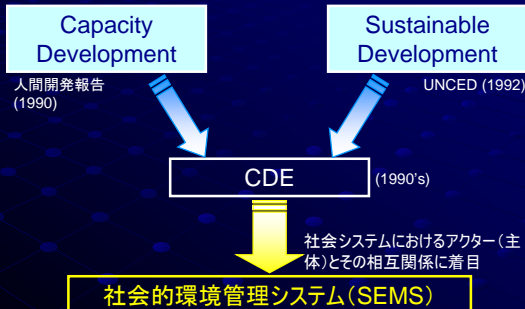 Capacity
Development
Sustainable
Development
人間開発報告
(1990)
UNCED (1992)
CDE
(1990's)
社会システムにおけるアクター(主
体)とその相互関係に着目
社会的環境管理システム(SEMS)